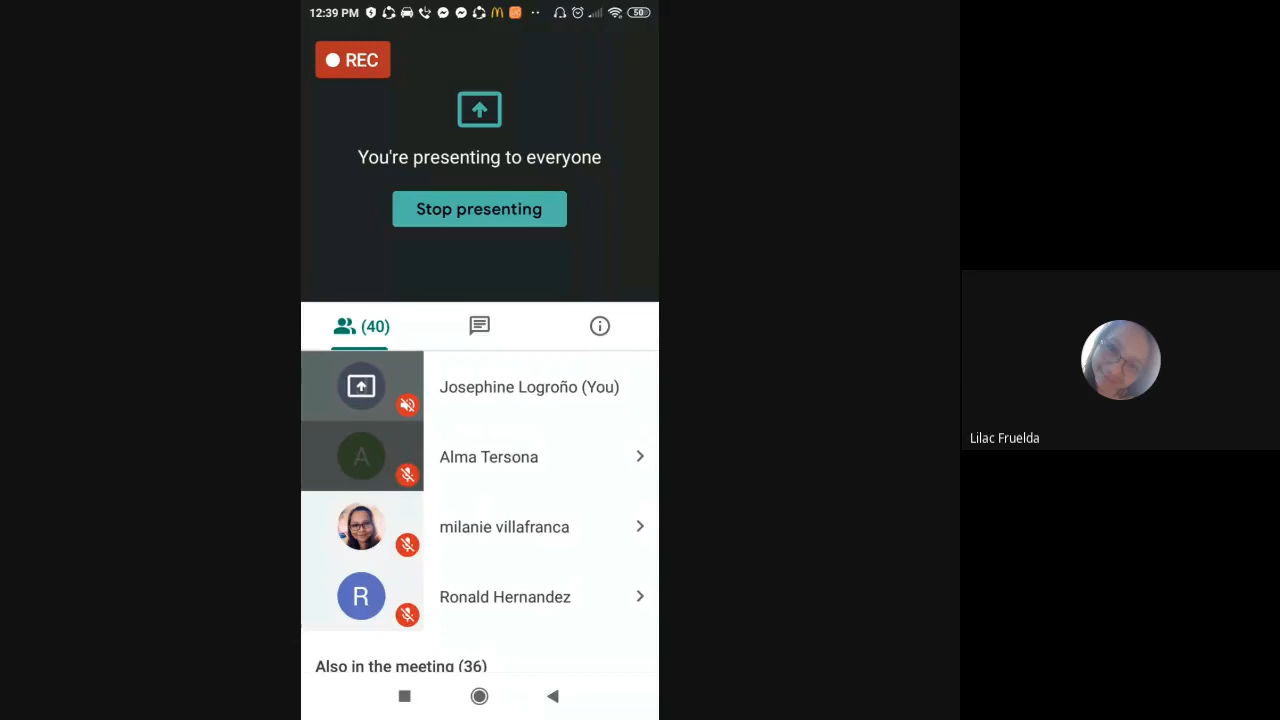 12:39 PM
50
REC
You're presenting to everyone
Stop presenting
(40)
Josephine Logroño (You)
A
Alma Tersona
milanie villafranca
R
Ronald Hernandez
Also in the meeting (36)
Lilac Fruelda